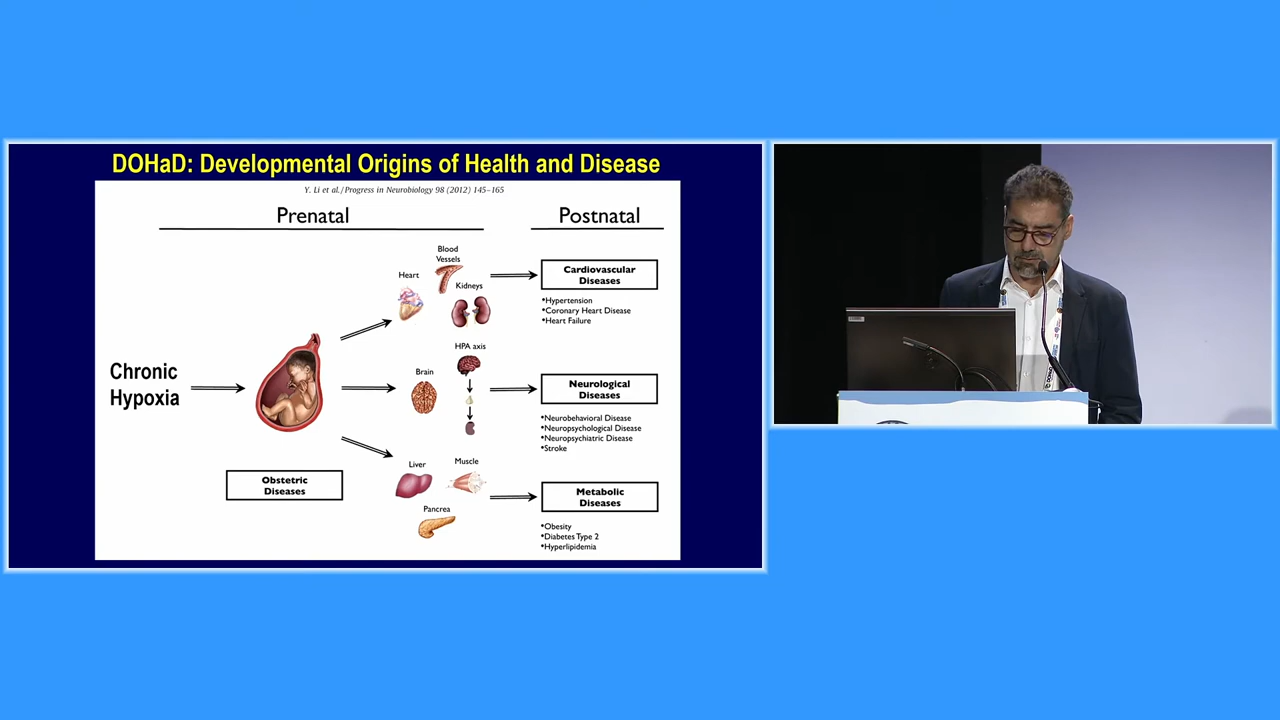 DOHaD: Developmental Origins of Health and Disease
Y. Li et al./Progress in Neurobiology 98 (2012) 145–165
Prenatal
Postnatal
Chronic
Hypoxia
Obstetric
Diseases
Heart
Blood
Vessels
Kidneys
Brain
HPA axis
Liver
Muscle
Pancrea
Cardiovascular
Diseases
*Hypertension
*Coronary Heart Disease
*Heart Failure
Neurological
Diseases
*Neurobehavioral Disease
*Neuropsychological Disease
*Neuropsychiatric Disease
*Stroke
Metabolic
Diseases
*Obesity
*Diabetes Type 2
*Hyperlipidemia